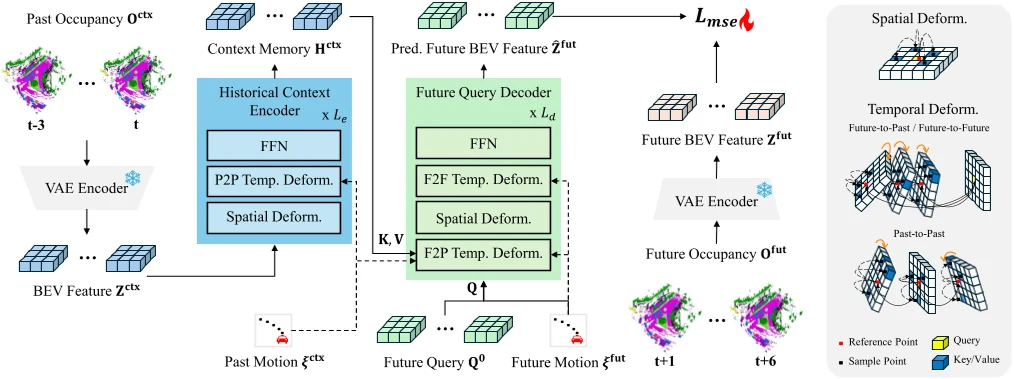 Past Occupancy O^ctx
t-3
...
t
VAE Encoder
...
BEV Feature Z^ctx
...
Context Memory H^ctx
Historical Context
Encoder
x L_e
FFN
P2P Temp. Deform.
Spatial Deform.
Past Motion ξ^ctx
...
Pred. Future BEV Feature Ẑ^fut
Future Query Decoder
x L_d
FFN
F2F Temp. Deform.
Spatial Deform.
F2P Temp. Deform.
K, V
Q
...
Future Query Q^0
Future Motion ξ^fut
L_mse
...
Future BEV Feature Z^fut
VAE Encoder
Future Occupancy O^fut
...
t+1
t+6
Spatial Deform.
Temporal Deform.
Future-to-Past / Future-to-Future
Past-to-Past
Reference Point
Query
Sample Point
Key/Value